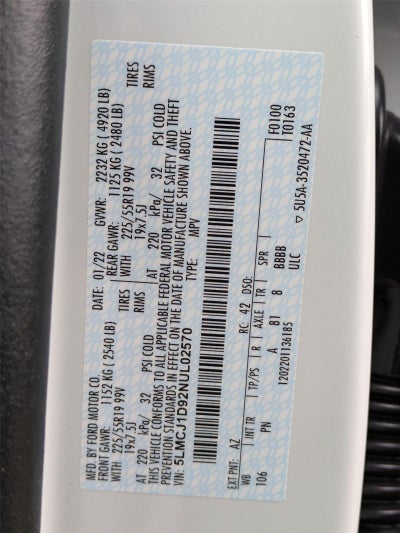 MFD. BY FORD MOTOR CO.
DATE: 01/22 GVWR: 2232 KG ( 4920 LB)
FRONT GAWR: 1152 KG (2540 LB) REAR GAWR: 1125 KG ( 2480 LB)
WITH 225/55R19 99V TIRES WITH 225/55R19 99V TIRES
19x7.5J RIMS 19x7.5J RIMS
AT 220 kPa/ 32 PSI COLD AT 220 kPa/ 32 PSI COLD
THIS VEHICLE CONFORMS TO ALL APPLICABLE FEDERAL MOTOR VEHICLE SAFETY AND THEFT
PREVENTION STANDARDS IN EFFECT ON THE DATE OF MANUFACTURE SHOWN ABOVE.
VIN: 5LMCJ1D92NUL02570 TYPE: MPV
F0100
T0163
EXT PNT: AZ RC: 42 DSO:
WB INT TR TP/PS R AXLE TR SPR
106 PN A 81 8 BBBB
ULC
1202201136185 ▽ 5U5A-3520472-AA